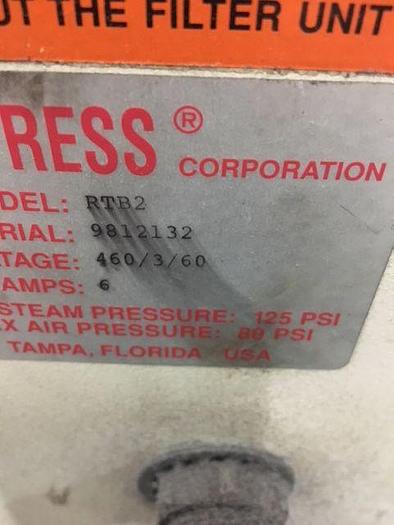 UT THE FILTER UNIT
RESS ®
CORPORATION
DEL: RTB2
RIAL: 9812132
TAGE: 460/3/60
AMPS: 6
STEAM PRESSURE: 125 PSI
X AIR PRESSURE: 80 PSI
TAMPA, FLORIDA USA